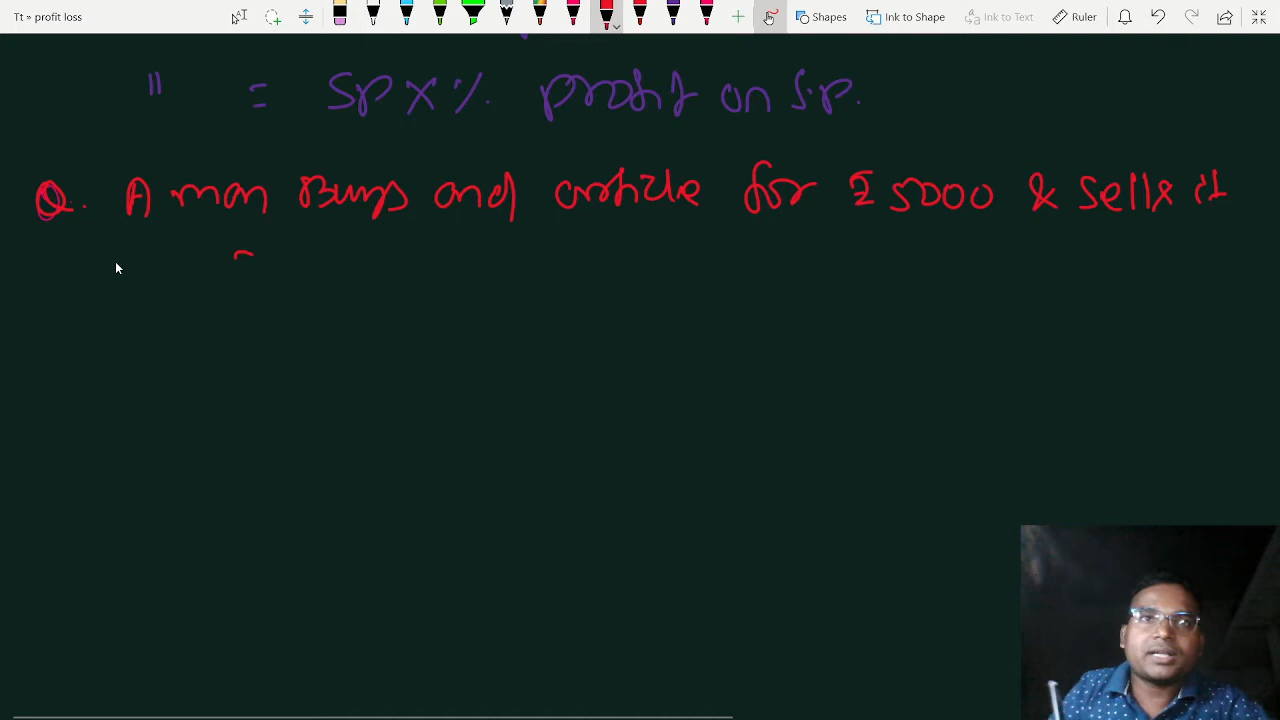 Tt » profit loss
Shapes
Ink to Shape
Ink to Text
Ruler
" = SP X % profit on S.P.
Q. A man Buys and article for ₹ 5000 & sells it